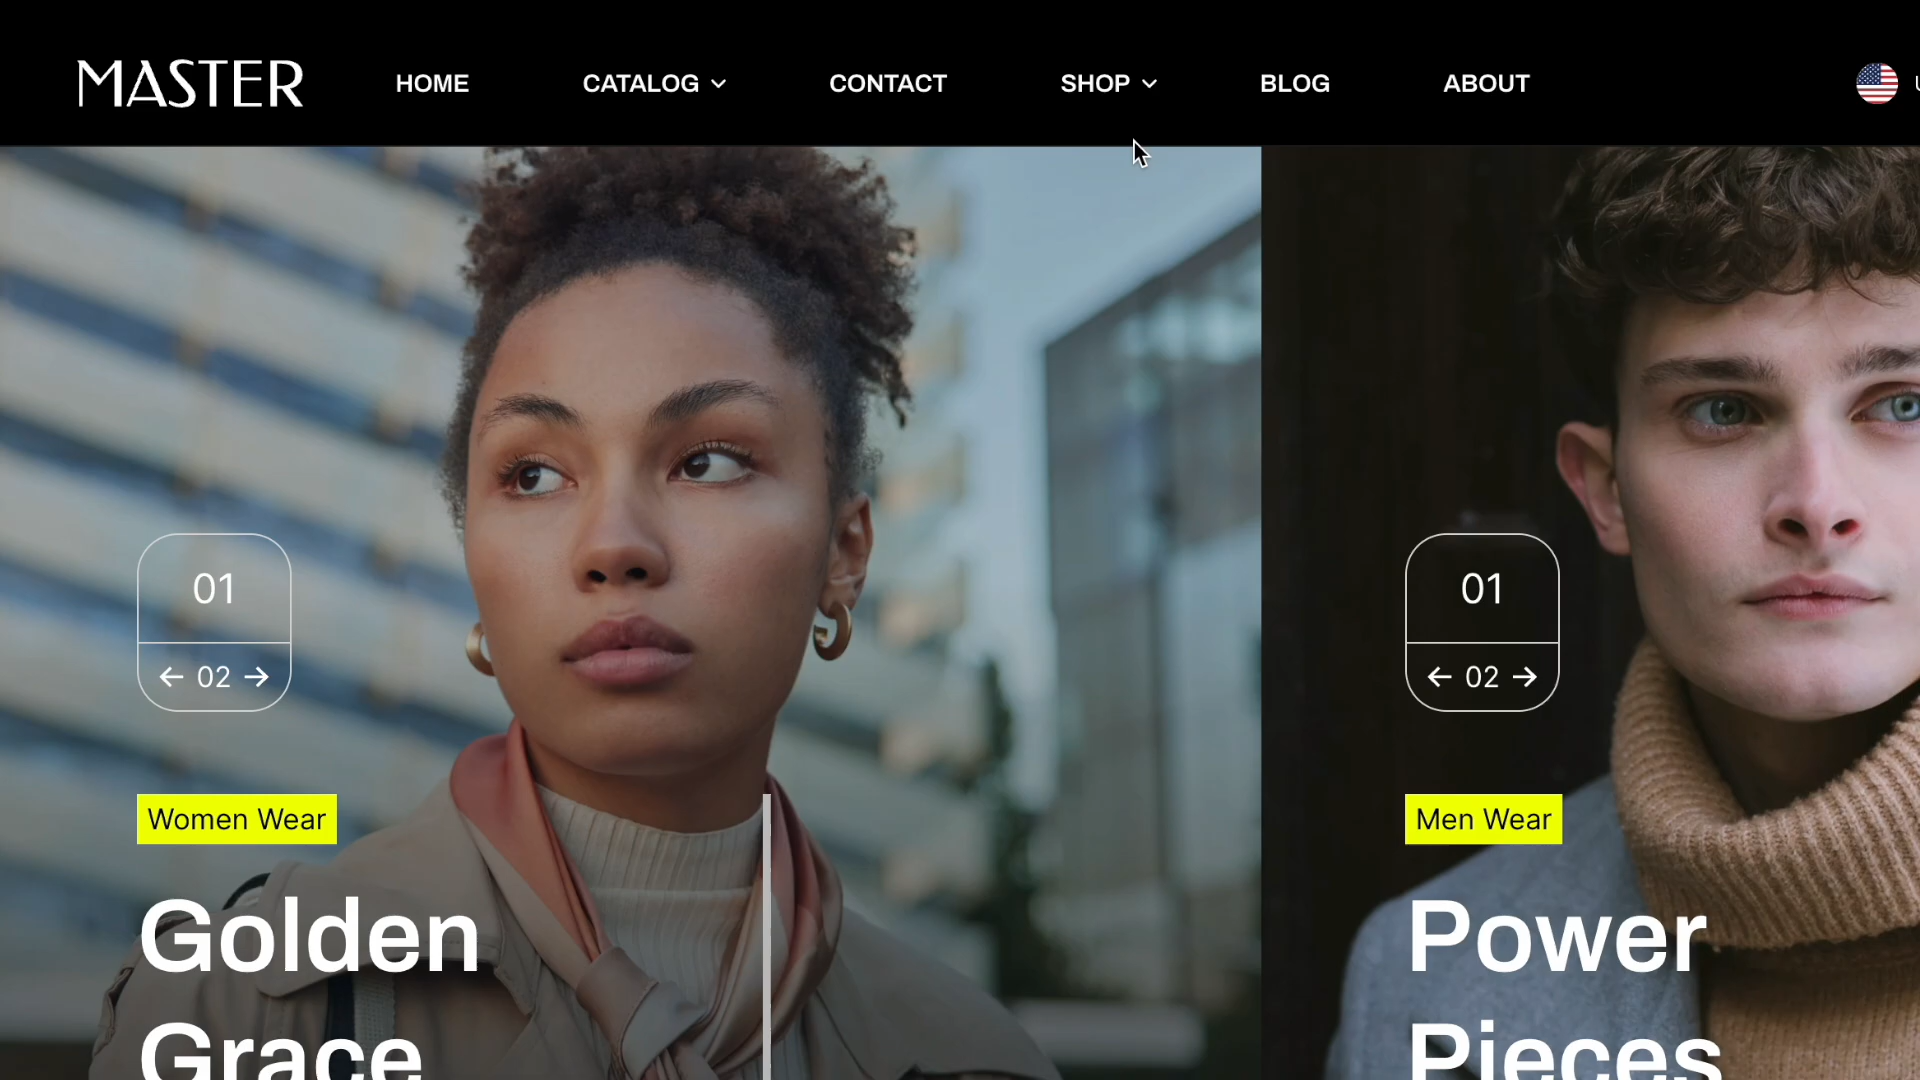 MASTER HOME CATALOG CONTACT SHOP BLOG ABOUT
01
02
Women Wear
Golden
Grace
01
02
Men Wear
Power
Pieces